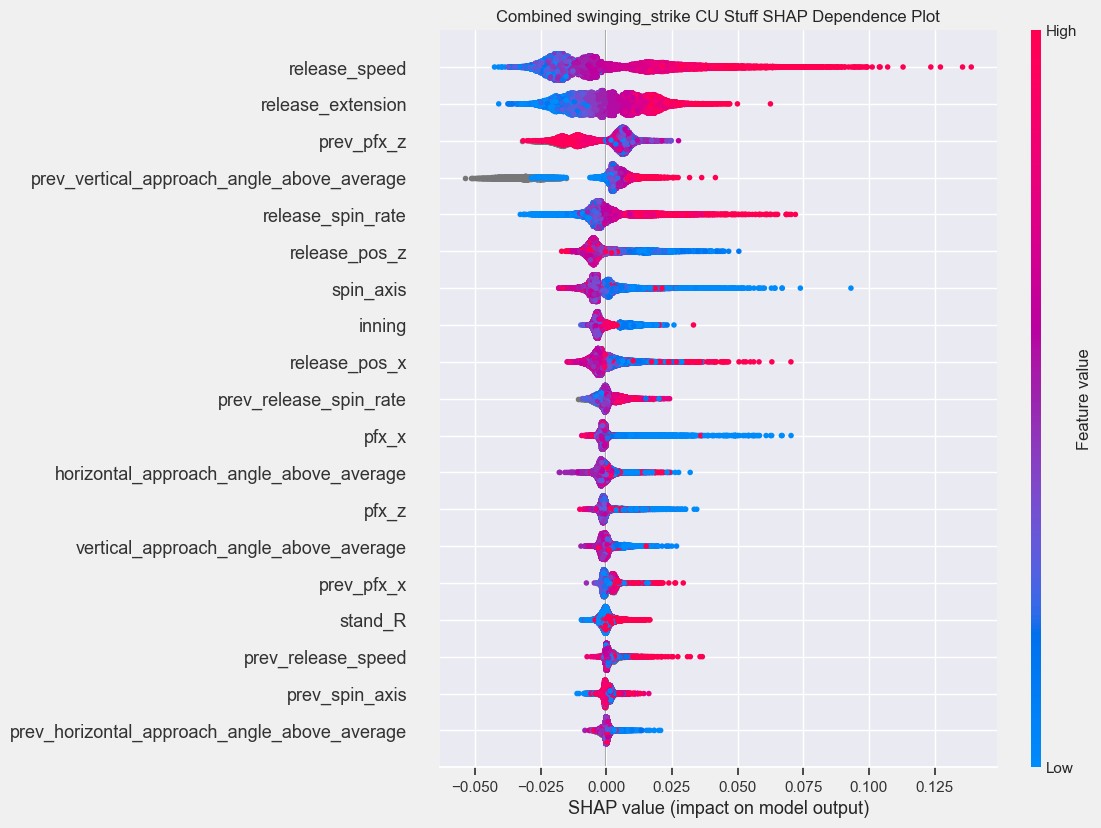 Combined swinging_strike CU Stuff SHAP Dependence Plot
High
release_speed
release_extension
prev_pfx_z
prev_vertical_approach_angle_above_average
release_spin_rate
release_pos_z
spin_axis
inning
release_pos_x
prev_release_spin_rate
pfx_x
horizontal_approach_angle_above_average
pfx_z
vertical_approach_angle_above_average
prev_pfx_x
stand_R
prev_release_speed
prev_spin_axis
prev_horizontal_approach_angle_above_average
Feature value
Low
−0.050 −0.025 0.000 0.025 0.050 0.075 0.100 0.125
SHAP value (impact on model output)